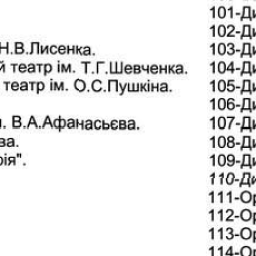 Н.В.Лисенка.
й театр ім. Т.Г.Шевченка.
театр ім. О.С.Пушкіна.
. В.А.Афанасьєва.
ва.
рія".
101-Ди
102-Ди
103-Ди
104-Ди
105-Ди
106-Ди
107-Ди
108-Ди
109-Ди
110-Ди
111-Ор
112-Ор
113-Ор
114-Ор